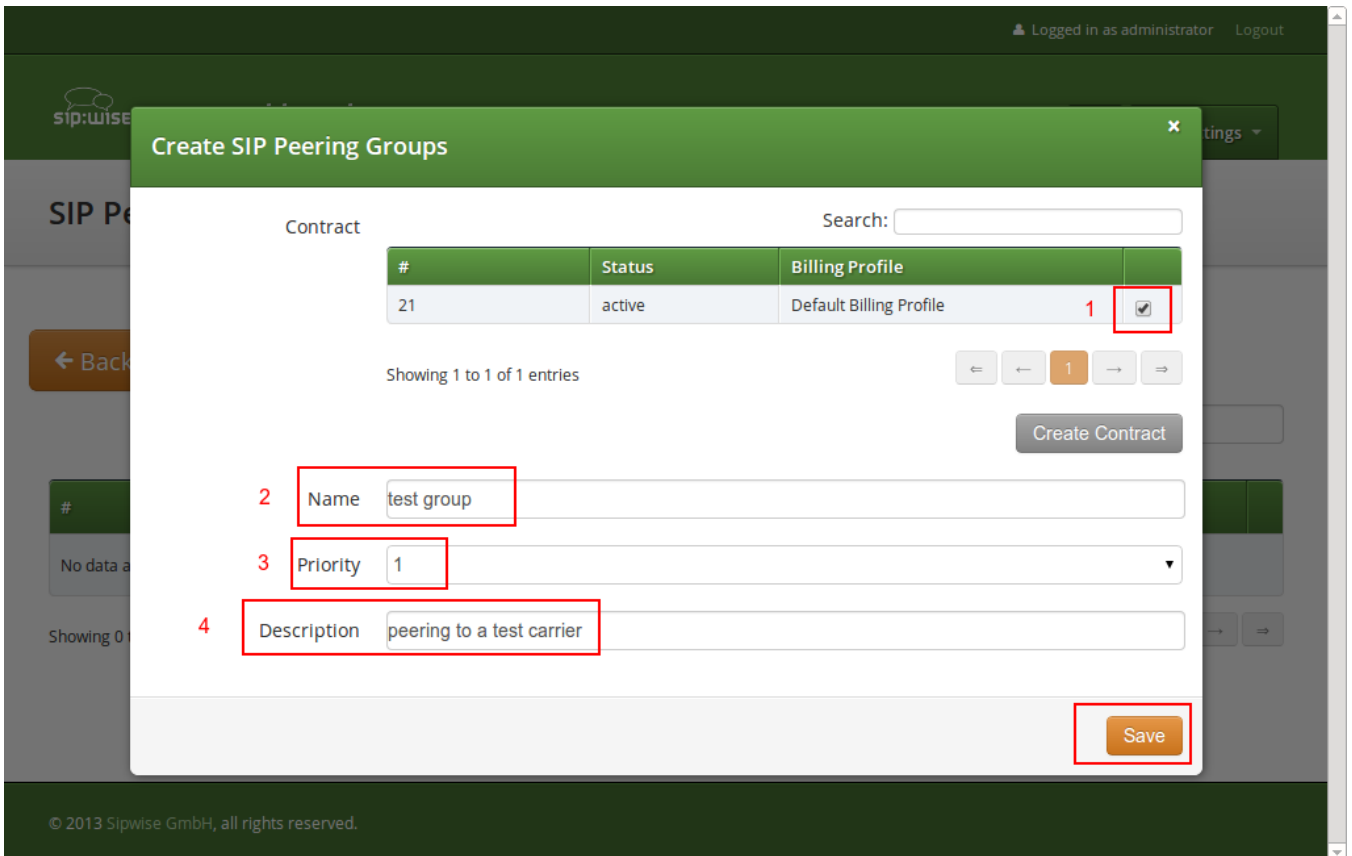 Logged in as administrator Logout
sip:wise
tings
Create SIP Peering Groups ×
SIP Pe
Contract
Search:
# Status Billing Profile
21 active Default Billing Profile 1
← Back
Showing 1 to 1 of 1 entries
⇐ ← 1 → ⇒
Create Contract
2 Name test group
#
3 Priority 1
No data a
4 Description peering to a test carrier
Showing 0
→ ⇒
Save
© 2013 Sipwise GmbH, all rights reserved.